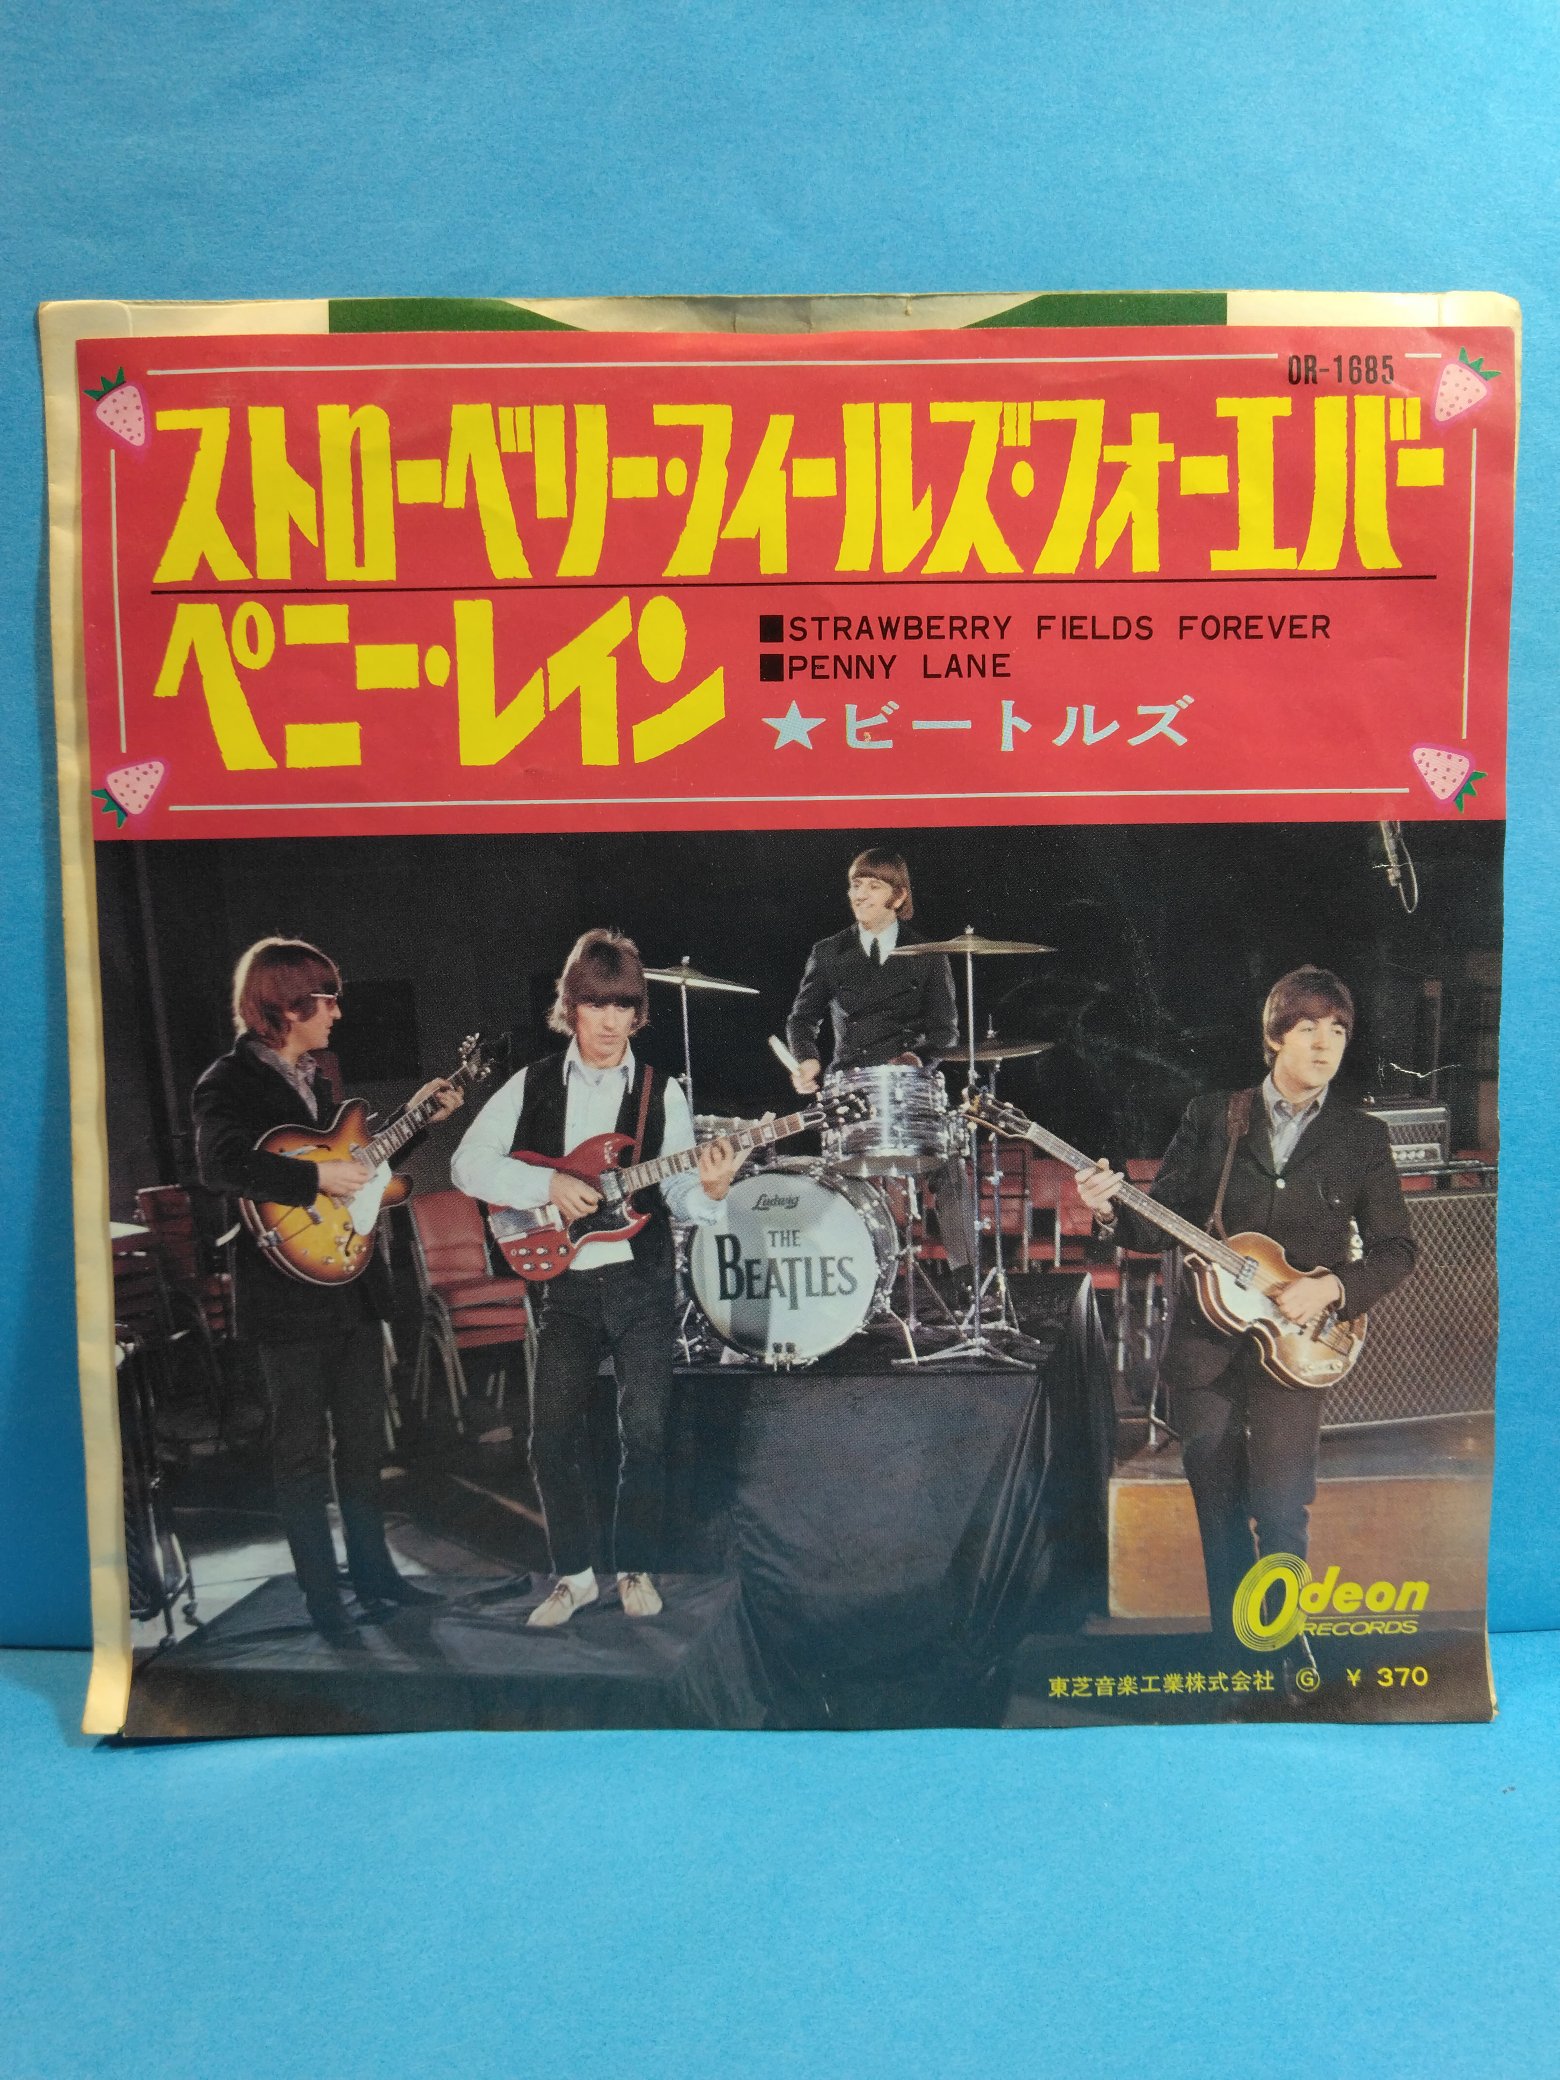 OR-1685
ストロベリー・フィールズ・フォーエバー
ペニー・レイン
■STRAWBERRY FIELDS FOREVER
■PENNY LANE
★ビートルズ
Ludwig
THE
BEATLES
Odeon
RECORDS
東芝音楽工業株式会社 Ⓖ ¥ 370